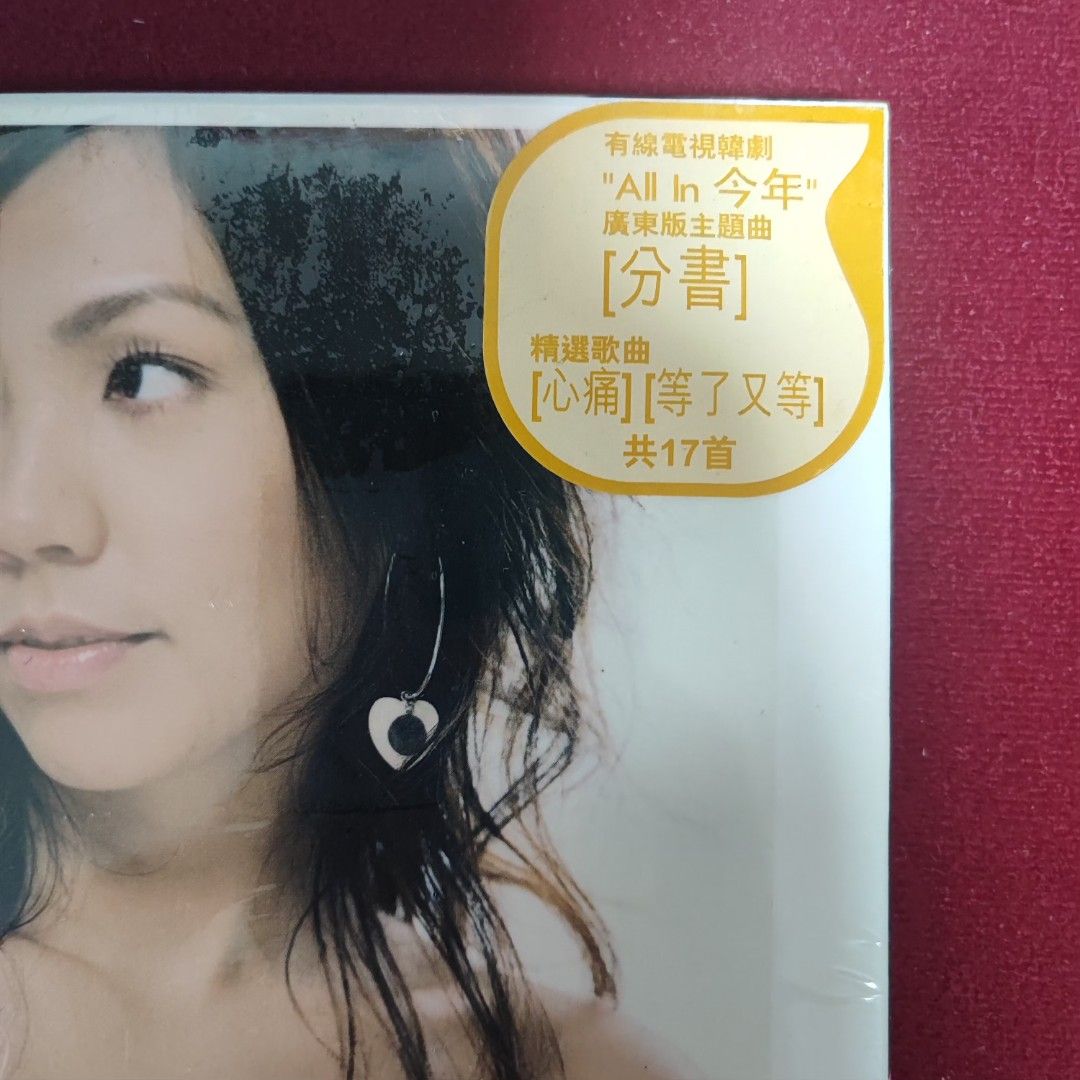 有線電視韓劇
"All In 今年"
廣東版主題曲
[分書]
精選歌曲
[心痛] [等了又等]
共17首